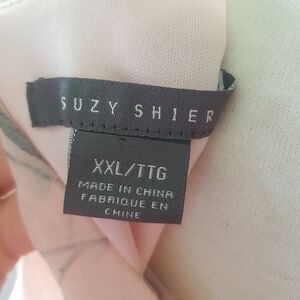 SUZY SHIER
XXL/TTG
MADE IN CHINA
FABRIQUE EN
CHINE